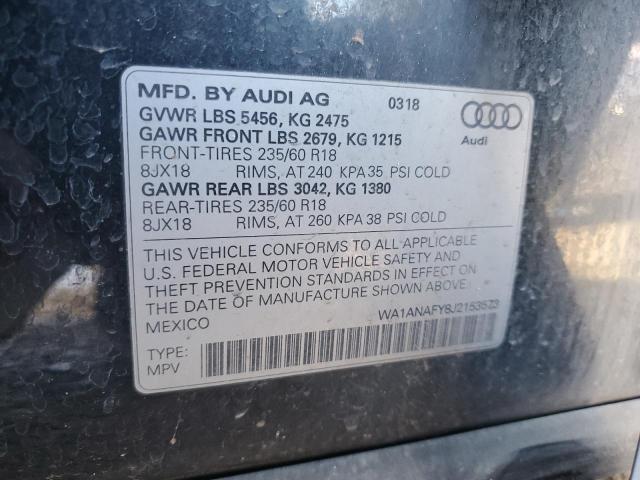 MFD. BY AUDI AG 0318
GVWR LBS 5456, KG 2475
GAWR FRONT LBS 2679, KG 1215
FRONT-TIRES 235/60 R18
8JX18 RIMS, AT 240 KPA 35 PSI COLD
GAWR REAR LBS 3042, KG 1380
REAR-TIRES 235/60 R18
8JX18 RIMS, AT 260 KPA 38 PSI COLD
Audi
THIS VEHICLE CONFORMS TO ALL APPLICABLE
U.S. FEDERAL MOTOR VEHICLE SAFETY AND
THEFT PREVENTION STANDARDS IN EFFECT ON
THE DATE OF MANUFACTURE SHOWN ABOVE:
MEXICO
WA1ANAFY8J2153573
TYPE:
MPV